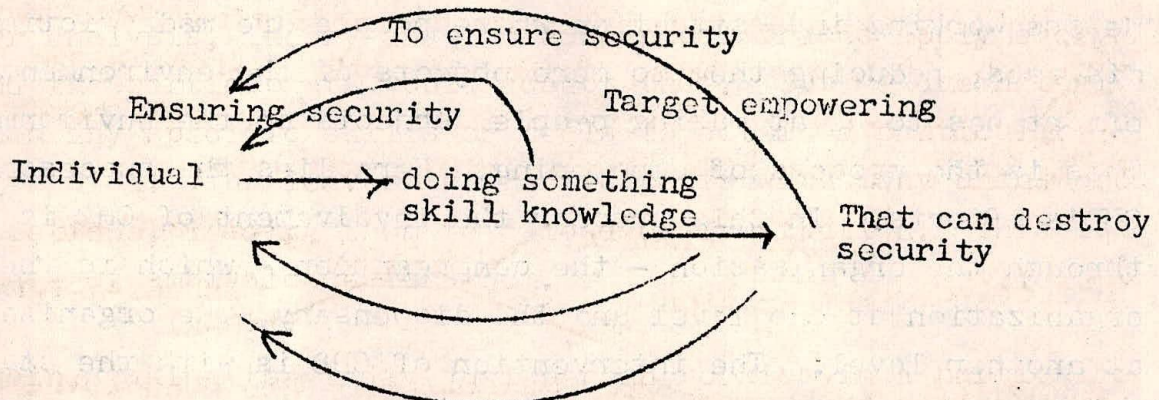 To ensure security
Ensuring security
Target empowering
Individual
doing something
skill knowledge
That can destroy
security